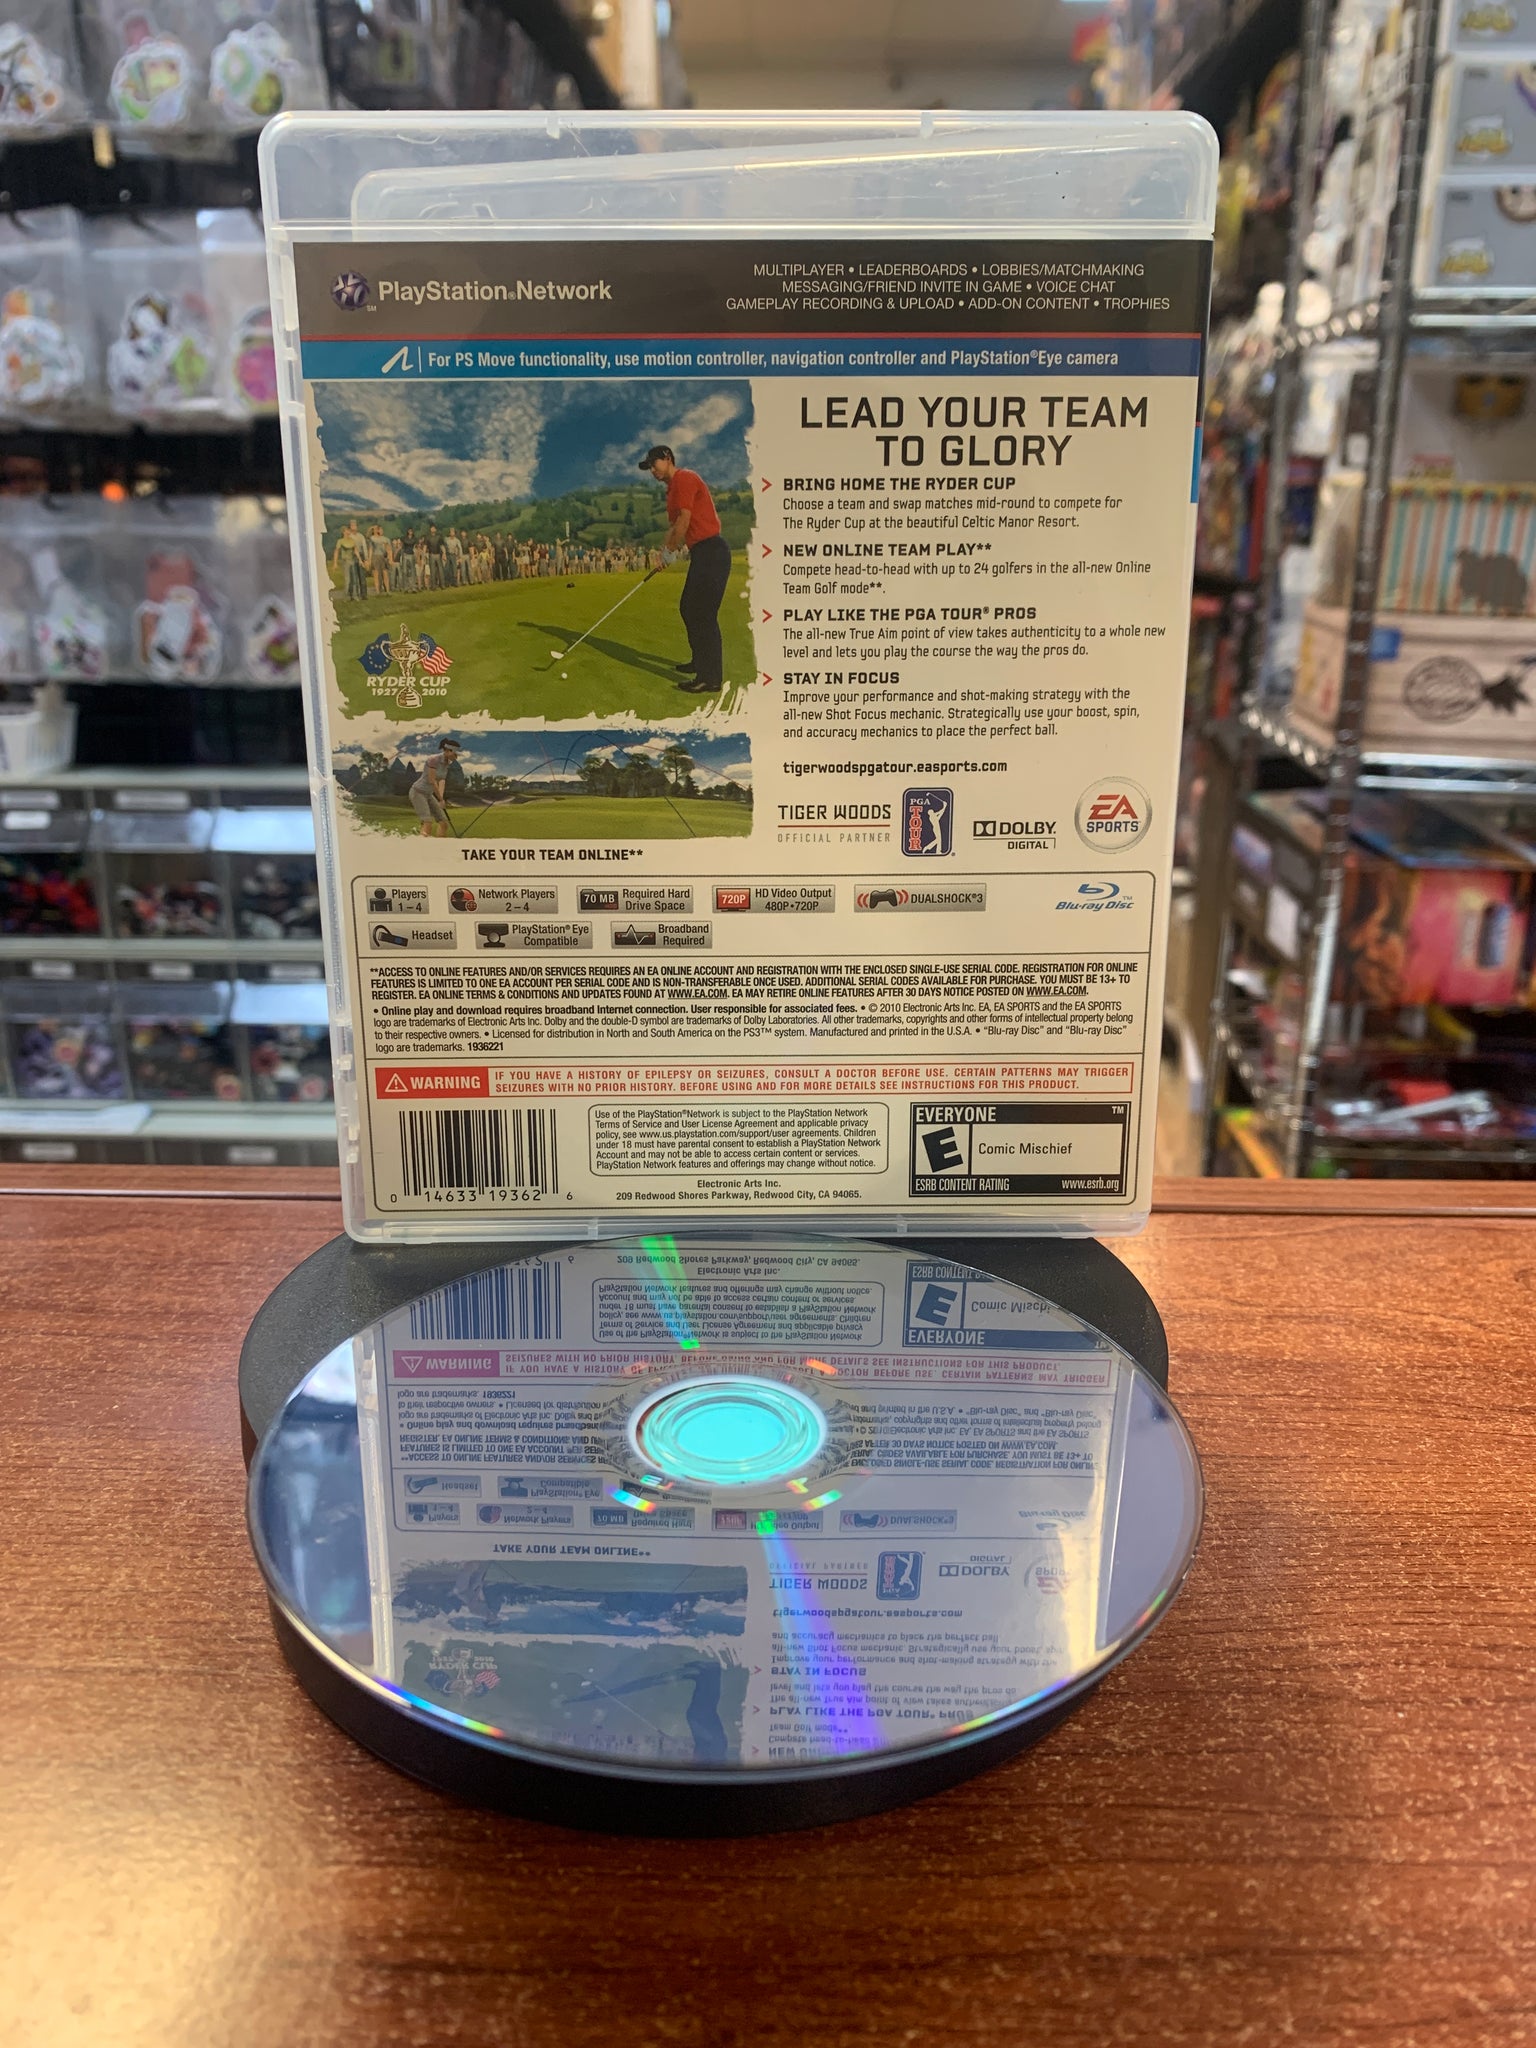 PlayStation®Network
SM
MULTIPLAYER • LEADERBOARDS • LOBBIES/MATCHMAKING
MESSAGING/FRIEND INVITE IN GAME • VOICE CHAT
GAMEPLAY RECORDING & UPLOAD • ADD-ON CONTENT • TROPHIES
For PS Move functionality, use motion controller, navigation controller and PlayStation®Eye camera
LEAD YOUR TEAM
TO GLORY
> BRING HOME THE RYDER CUP
Choose a team and swap matches mid-round to compete for
The Ryder Cup at the beautiful Celtic Manor Resort.
> NEW ONLINE TEAM PLAY**
Compete head-to-head with up to 24 golfers in the all-new Online
Team Golf mode**.
> PLAY LIKE THE PGA TOUR® PROS
The all-new True Aim point of view takes authenticity to a whole new
level and lets you play the course the way the pros do.
> STAY IN FOCUS
Improve your performance and shot-making strategy with the
all-new Shot Focus mechanic. Strategically use your boost, spin,
and accuracy mechanics to place the perfect ball.
tigerwoodspgatour.easports.com
RYDER CUP
1927 2010
TAKE YOUR TEAM ONLINE**
TIGER WOODS
OFFICIAL PARTNER
PGA
TOUR
DOLBY
DIGITAL
EA
SPORTS
Players
1 – 4
Network Players
2 – 4
70 MB
Required Hard
Drive Space
720P
HD Video Output
480P • 720P
DUALSHOCK®3
Blu-ray Disc™
Headset
PlayStation®Eye
Compatible
Broadband
Required
**ACCESS TO ONLINE FEATURES AND/OR SERVICES REQUIRES AN EA ONLINE ACCOUNT AND REGISTRATION WITH THE ENCLOSED SINGLE-USE SERIAL CODE. REGISTRATION FOR ONLINE
FEATURES IS LIMITED TO ONE EA ACCOUNT PER SERIAL CODE AND IS NON-TRANSFERABLE ONCE USED. ADDITIONAL SERIAL CODES AVAILABLE FOR PURCHASE. YOU MUST BE 13+ TO
REGISTER. EA ONLINE TERMS & CONDITIONS AND UPDATES FOUND AT WWW.EA.COM. EA MAY RETIRE ONLINE FEATURES AFTER 30 DAYS NOTICE POSTED ON WWW.EA.COM.
• Online play and download requires broadband Internet connection. User responsible for associated fees. • © 2010 Electronic Arts Inc. EA, EA SPORTS and the EA SPORTS
logo are trademarks of Electronic Arts Inc. Dolby and the double-D symbol are trademarks of Dolby Laboratories. All other trademarks, copyrights and other forms of intellectual property belong
to their respective owners. • Licensed for distribution in North and South America on the PS3™ system. Manufactured and printed in the U.S.A. • "Blu-ray Disc" and "Blu-ray Disc"
logo are trademarks. 1936221
WARNING
IF YOU HAVE A HISTORY OF EPILEPSY OR SEIZURES, CONSULT A DOCTOR BEFORE USE. CERTAIN PATTERNS MAY TRIGGER
SEIZURES WITH NO PRIOR HISTORY. BEFORE USING AND FOR MORE DETAILS SEE INSTRUCTIONS FOR THIS PRODUCT.
0 14633 19362 6
Use of the PlayStation®Network is subject to the PlayStation Network
Terms of Service and User License Agreement and applicable privacy
policy, see www.us.playstation.com/support/user agreements. Children
under 18 must have parental consent to establish a PlayStation Network
Account and may not be able to access certain content or services.
PlayStation Network features and offerings may change without notice.
Electronic Arts Inc.
209 Redwood Shores Parkway, Redwood City, CA 94065.
EVERYONE
TM
E
Comic Mischief
ESRB CONTENT RATING
www.esrb.org